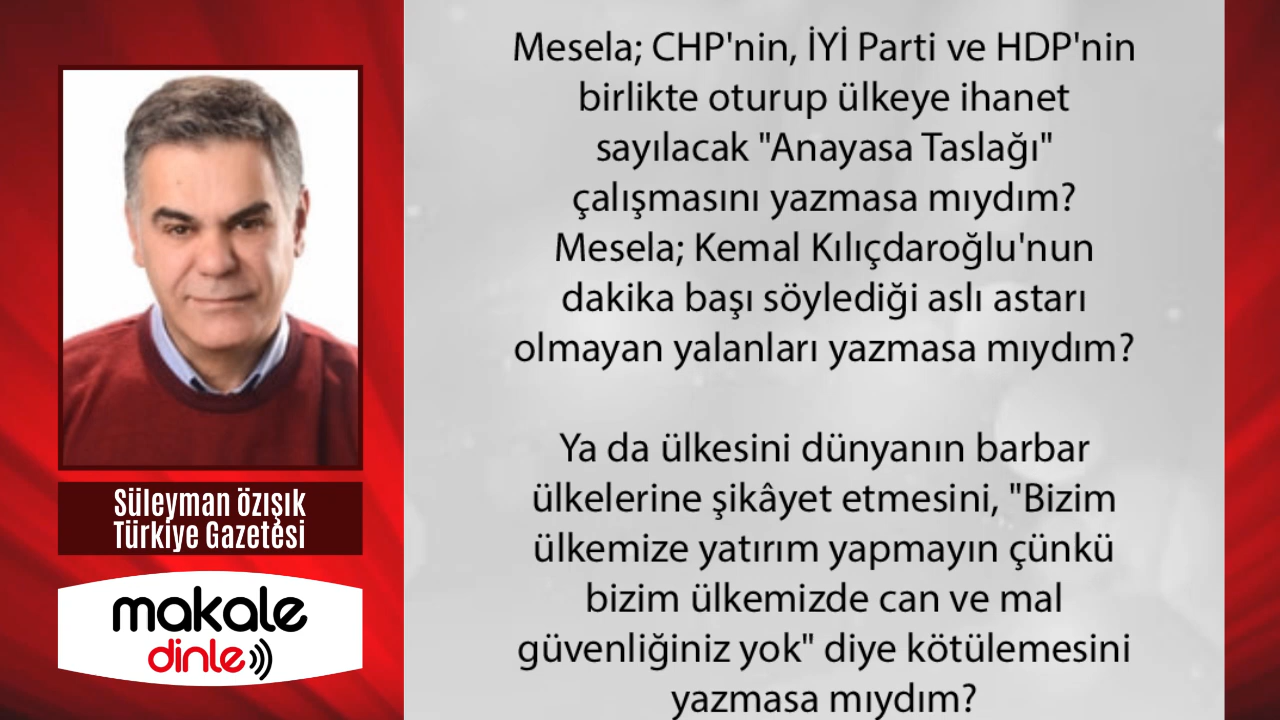 Mesela; CHP'nin, İYİ Parti ve HDP'nin
birlikte oturup ülkeye ihanet
sayılacak "Anayasa Taslağı"
çalışmasını yazmasa mıydım?
Mesela; Kemal Kılıçdaroğlu'nun
dakika başı söylediği aslı astarı
olmayan yalanları yazmasa mıydım?
Ya da ülkesini dünyanın barbar
ülkelerine şikâyet etmesini, "Bizim
ülkemize yatırım yapmayın çünkü
bizim ülkemizde can ve mal
güvenliğiniz yok" diye kötülemesini
yazmasa mıydım?
Süleyman özışık
Türkiye Gazetesi
makale
dinle